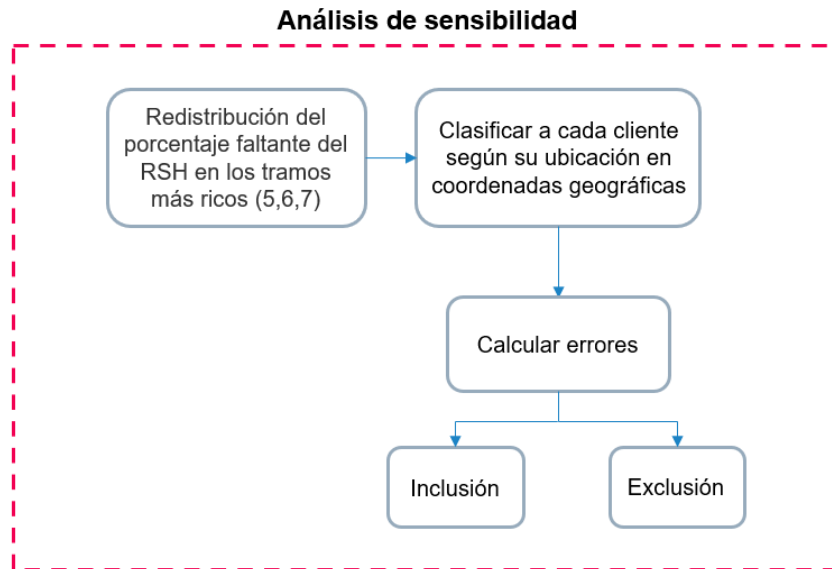 Análisis de sensibilidad
Redistribución del
porcentaje faltante del
RSH en los tramos
más ricos (5,6,7)
Clasificar a cada cliente
según su ubicación en
coordenadas geográficas
Calcular errores
Inclusión
Exclusión